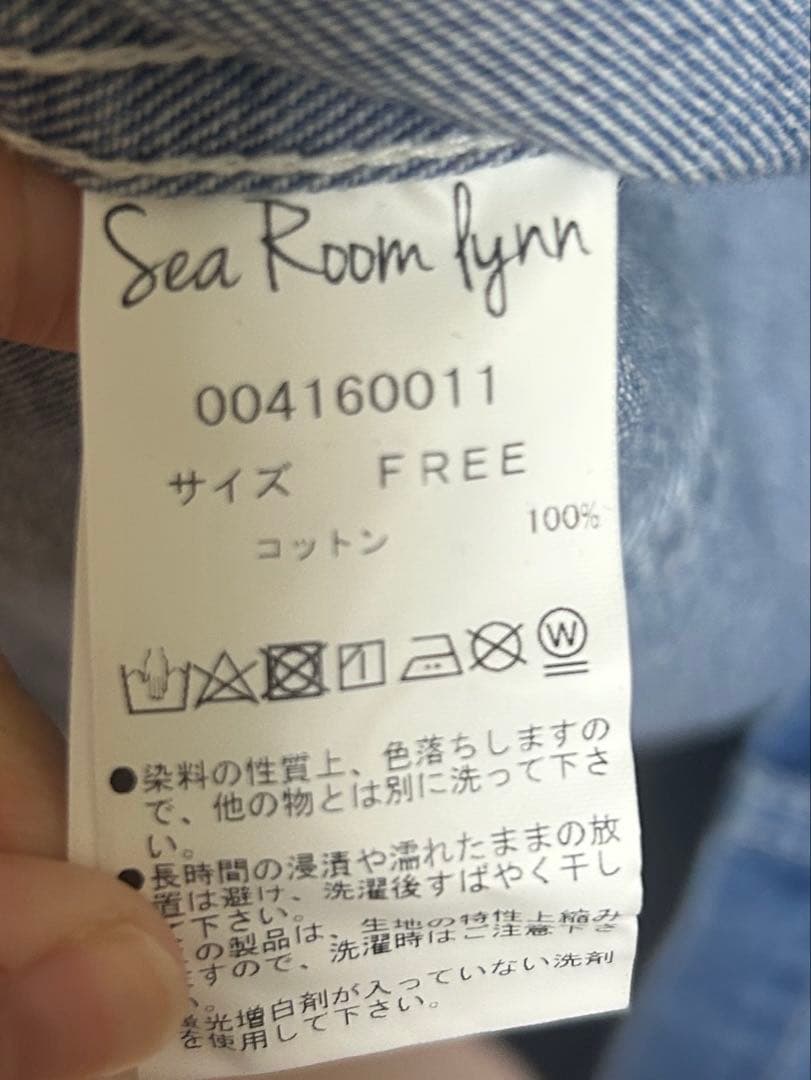 Sea Room lynn
004160011
サイズ FREE
コットン 100%
W
●染料の性質上、色落ちしますの
で、他の物とは別に洗って下さ
い。
●長時間の浸漬や濡れたままの放
置は避け、洗濯後すばやく干し
て下さい。
の製品は、生地の特性上縮み
ますので、洗濯時はご注意下さ
い。
蛍光増白剤が入っていない洗剤
を使用して下さい。